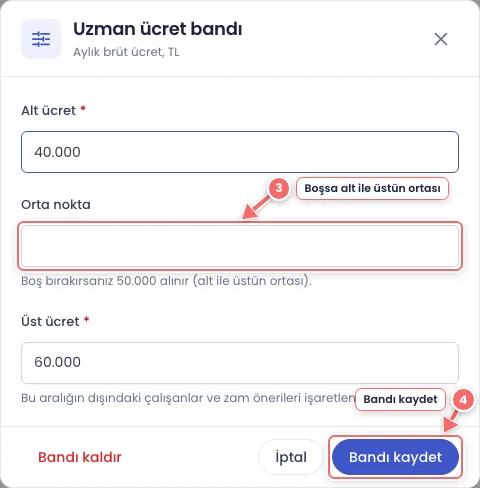 Uzman ücret bandı
Aylık brüt ücret, TL
Alt ücret *
40.000
3
Boşsa alt ile üstün ortası
Orta nokta
Boş bırakırsanız 50.000 alınır (alt ile üstün ortası).
Üst ücret *
60.000
Bu aralığın dışındaki çalışanlar ve zam önerileri işaretlen
Bandı kaydet
4
Bandı kaldır
İptal
Bandı kaydet